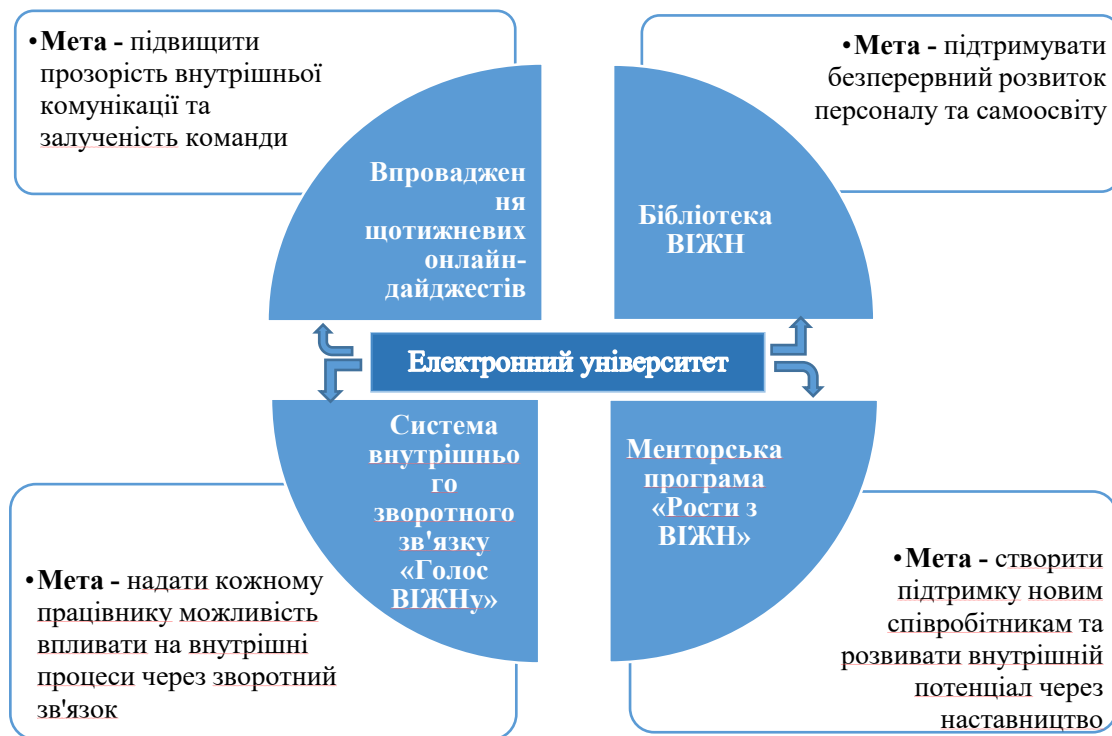 •Мета - підвищити
прозорість внутрішньої
комунікації та
залученість команди
•Мета - підтримувати
безперервний розвиток
персоналу та самоосвіту
Впроваджен
ня
щотижневих
онлайн-
дайджестів
Бібліотека
ВІЖН
Електронний університет
Система
внутрішньо
го
зворотного
зв'язку
«Голос
ВІЖНу»
Менторська
програма
«Рости з
ВІЖН»
•Мета - надати кожному
працівнику можливість
впливати на внутрішні
процеси через зворотний
зв'язок
•Мета - створити
підтримку новим
співробітникам та
розвивати внутрішній
потенціал через
наставництво